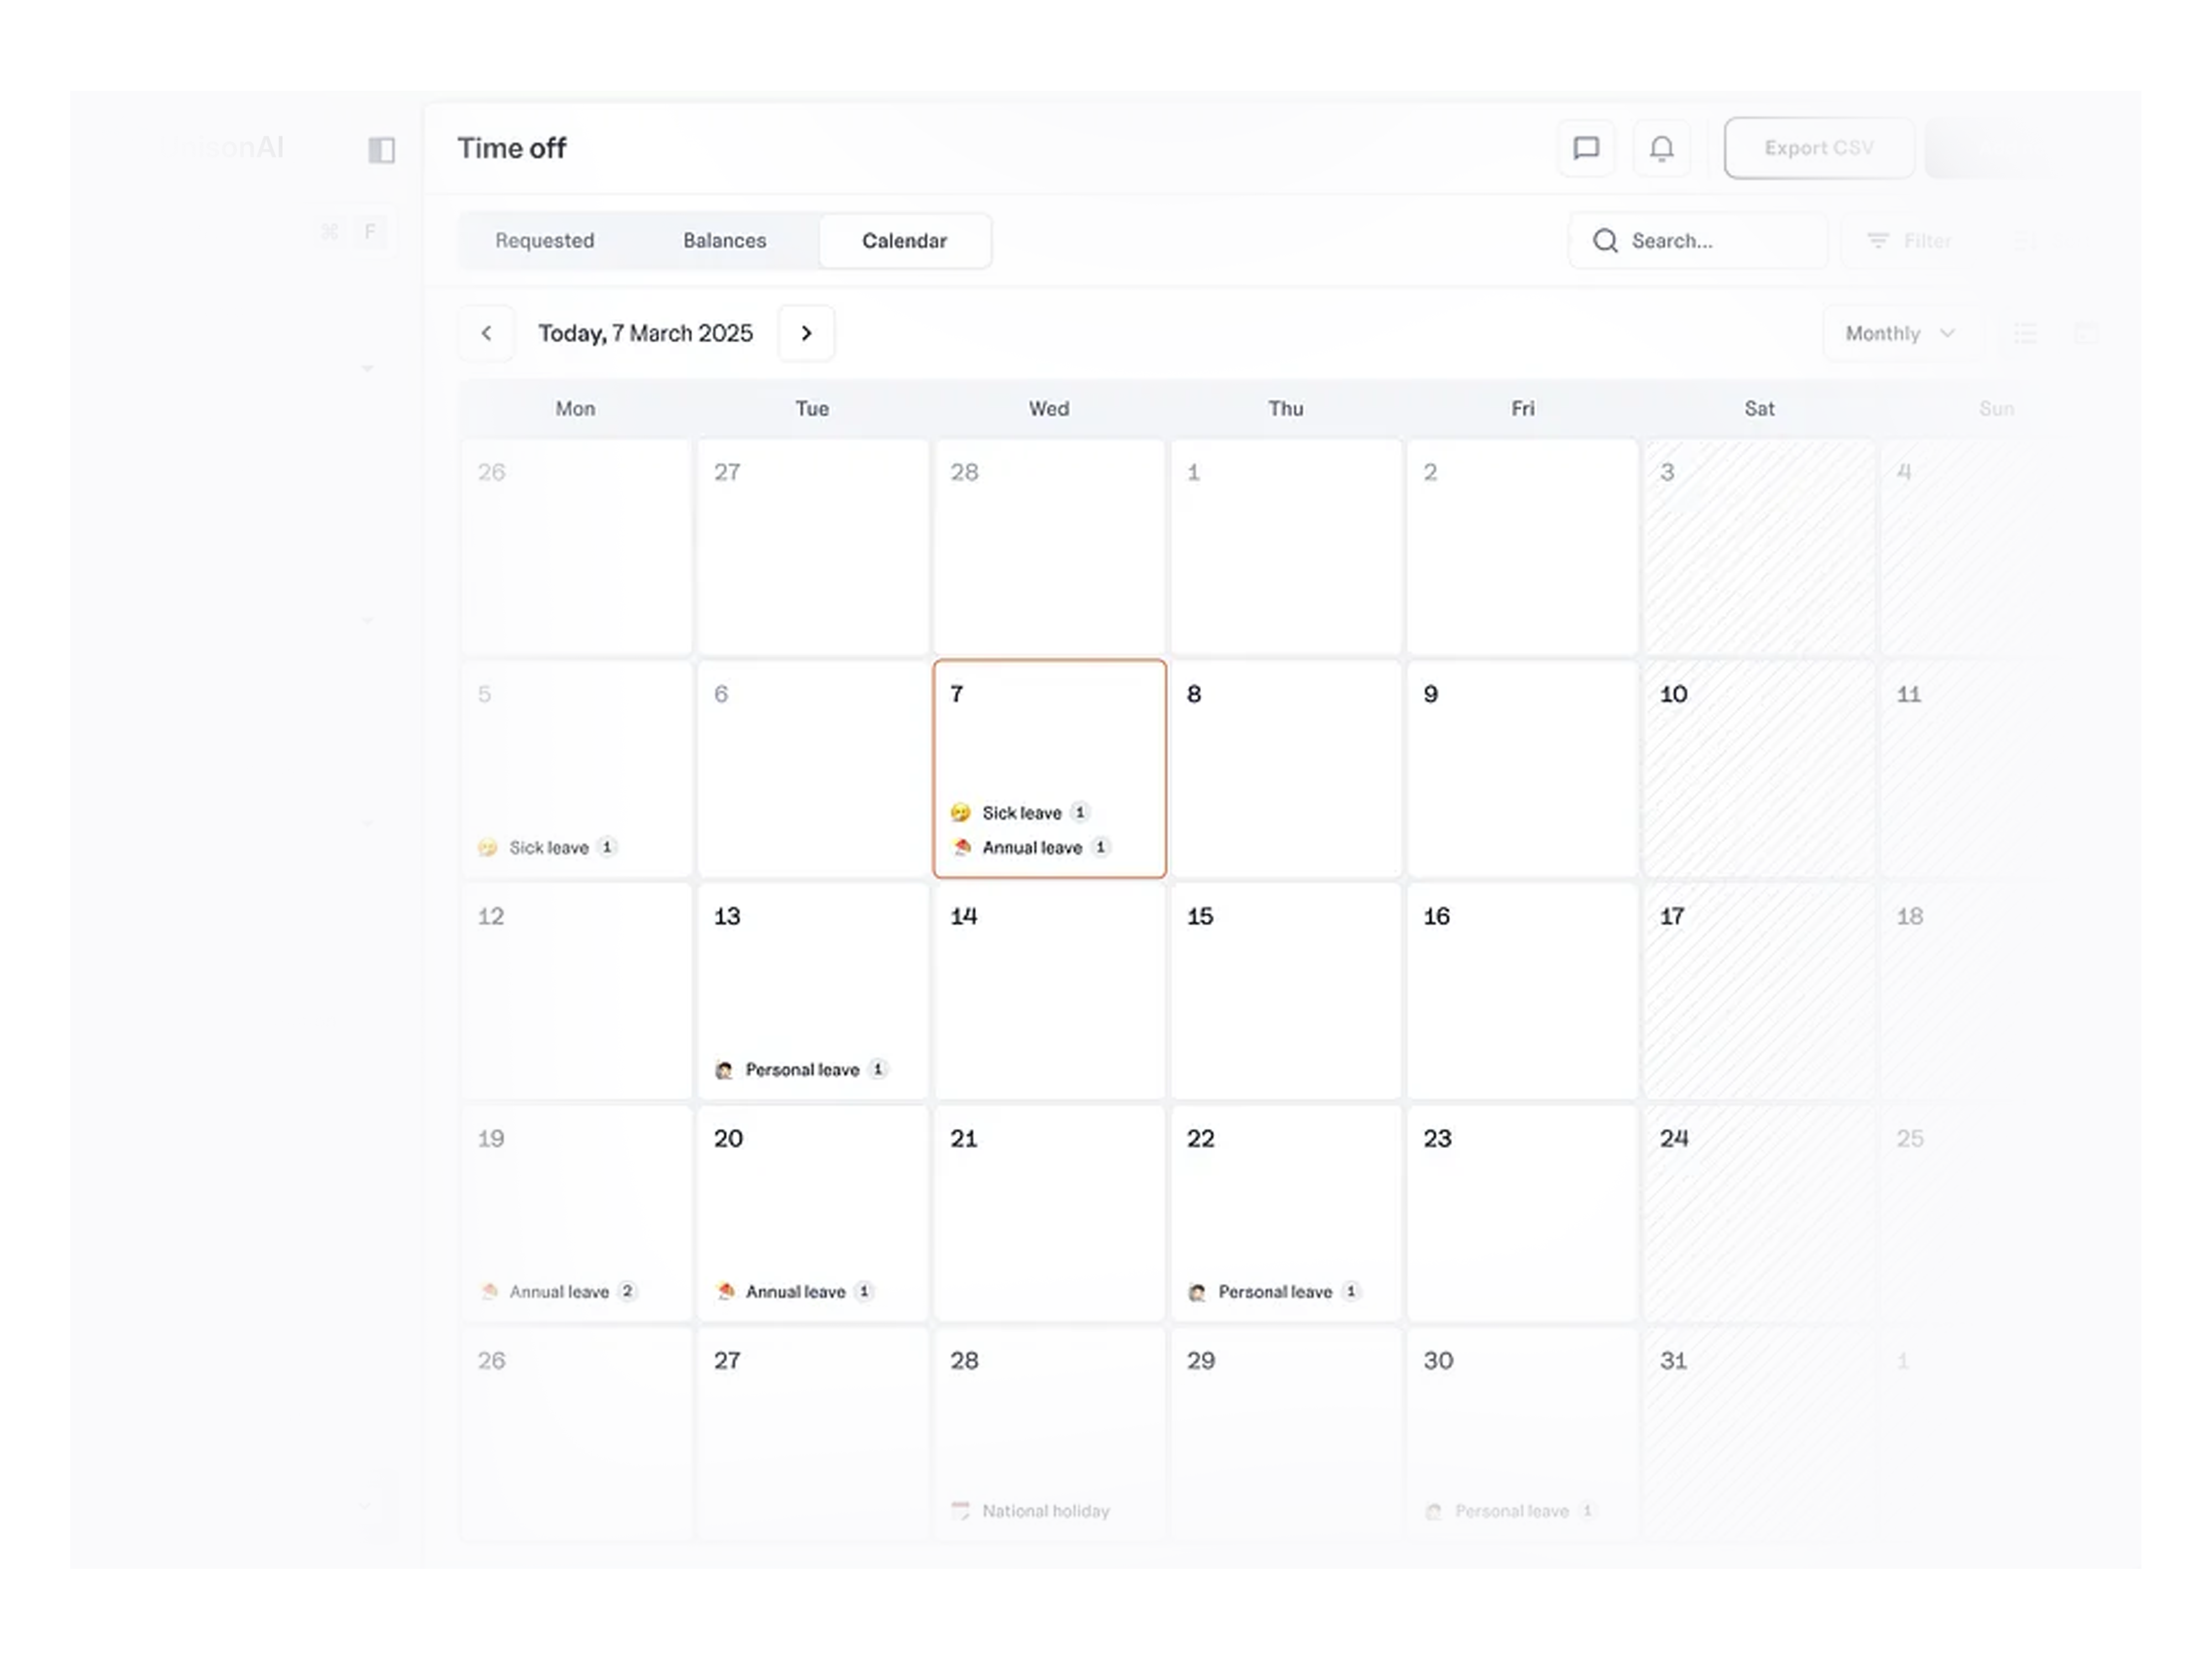 Time off
Export CSV
⌘ F
Requested Balances Calendar
Search...
Filter
Today, 7 March 2025
Monthly
Mon Tue Wed Thu Fri Sat Sun
26 27 28 1 2 3 4
5 6 7 8 9 10 11
Sick leave 1
Sick leave 1
Annual leave 1
12 13 14 15 16 17 18
Personal leave 1
19 20 21 22 23 24 25
Annual leave 2
Annual leave 1
Personal leave 1
26 27 28 29 30 31 1
National holiday
Personal leave 1